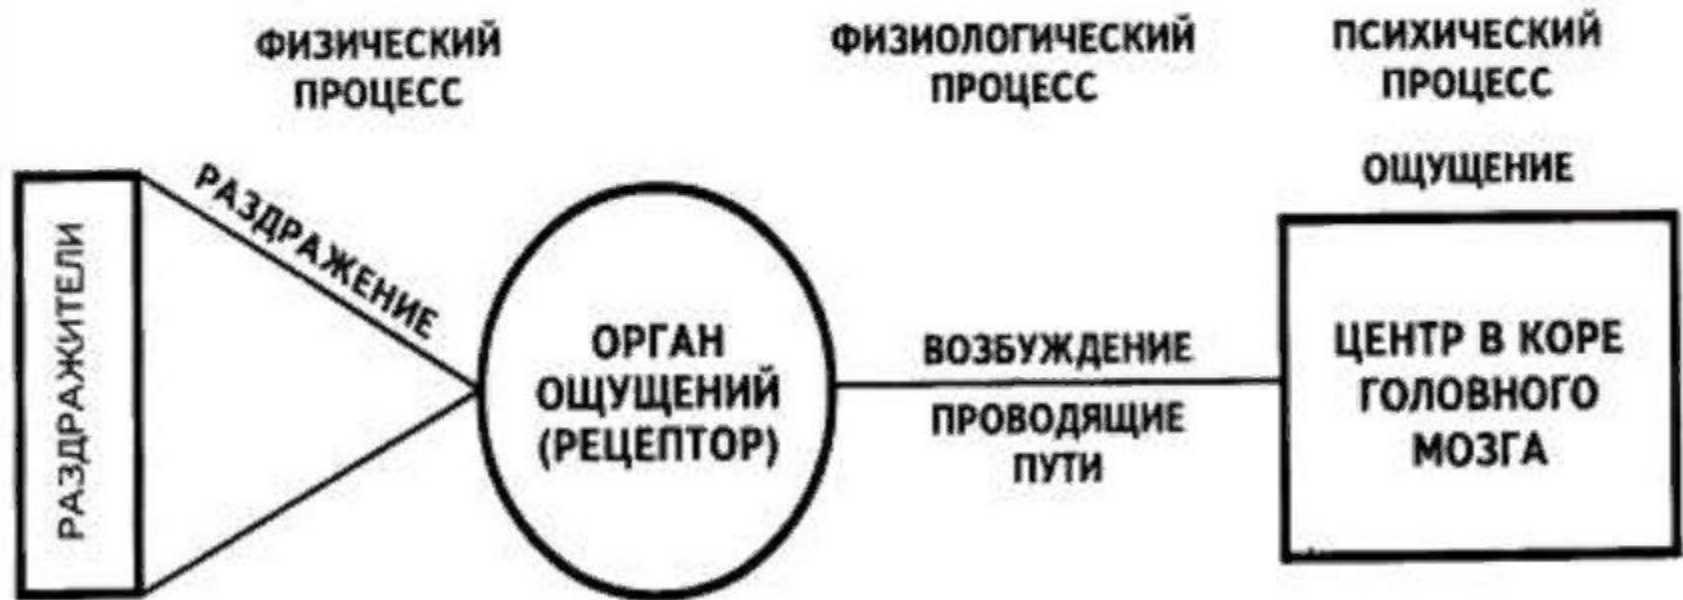 ФИЗИЧЕСКИЙ
ПРОЦЕСС
ФИЗИОЛОГИЧЕСКИЙ
ПРОЦЕСС
ПСИХИЧЕСКИЙ
ПРОЦЕСС
ОЩУЩЕНИЕ
РАЗДРАЖИТЕЛИ
РАЗДРАЖЕНИЕ
ОРГАН
ОЩУЩЕНИЙ
(РЕЦЕПТОР)
ВОЗБУЖДЕНИЕ
ПРОВОДЯЩИЕ
ПУТИ
ЦЕНТР В КОРЕ
ГОЛОВНОГО
МОЗГА